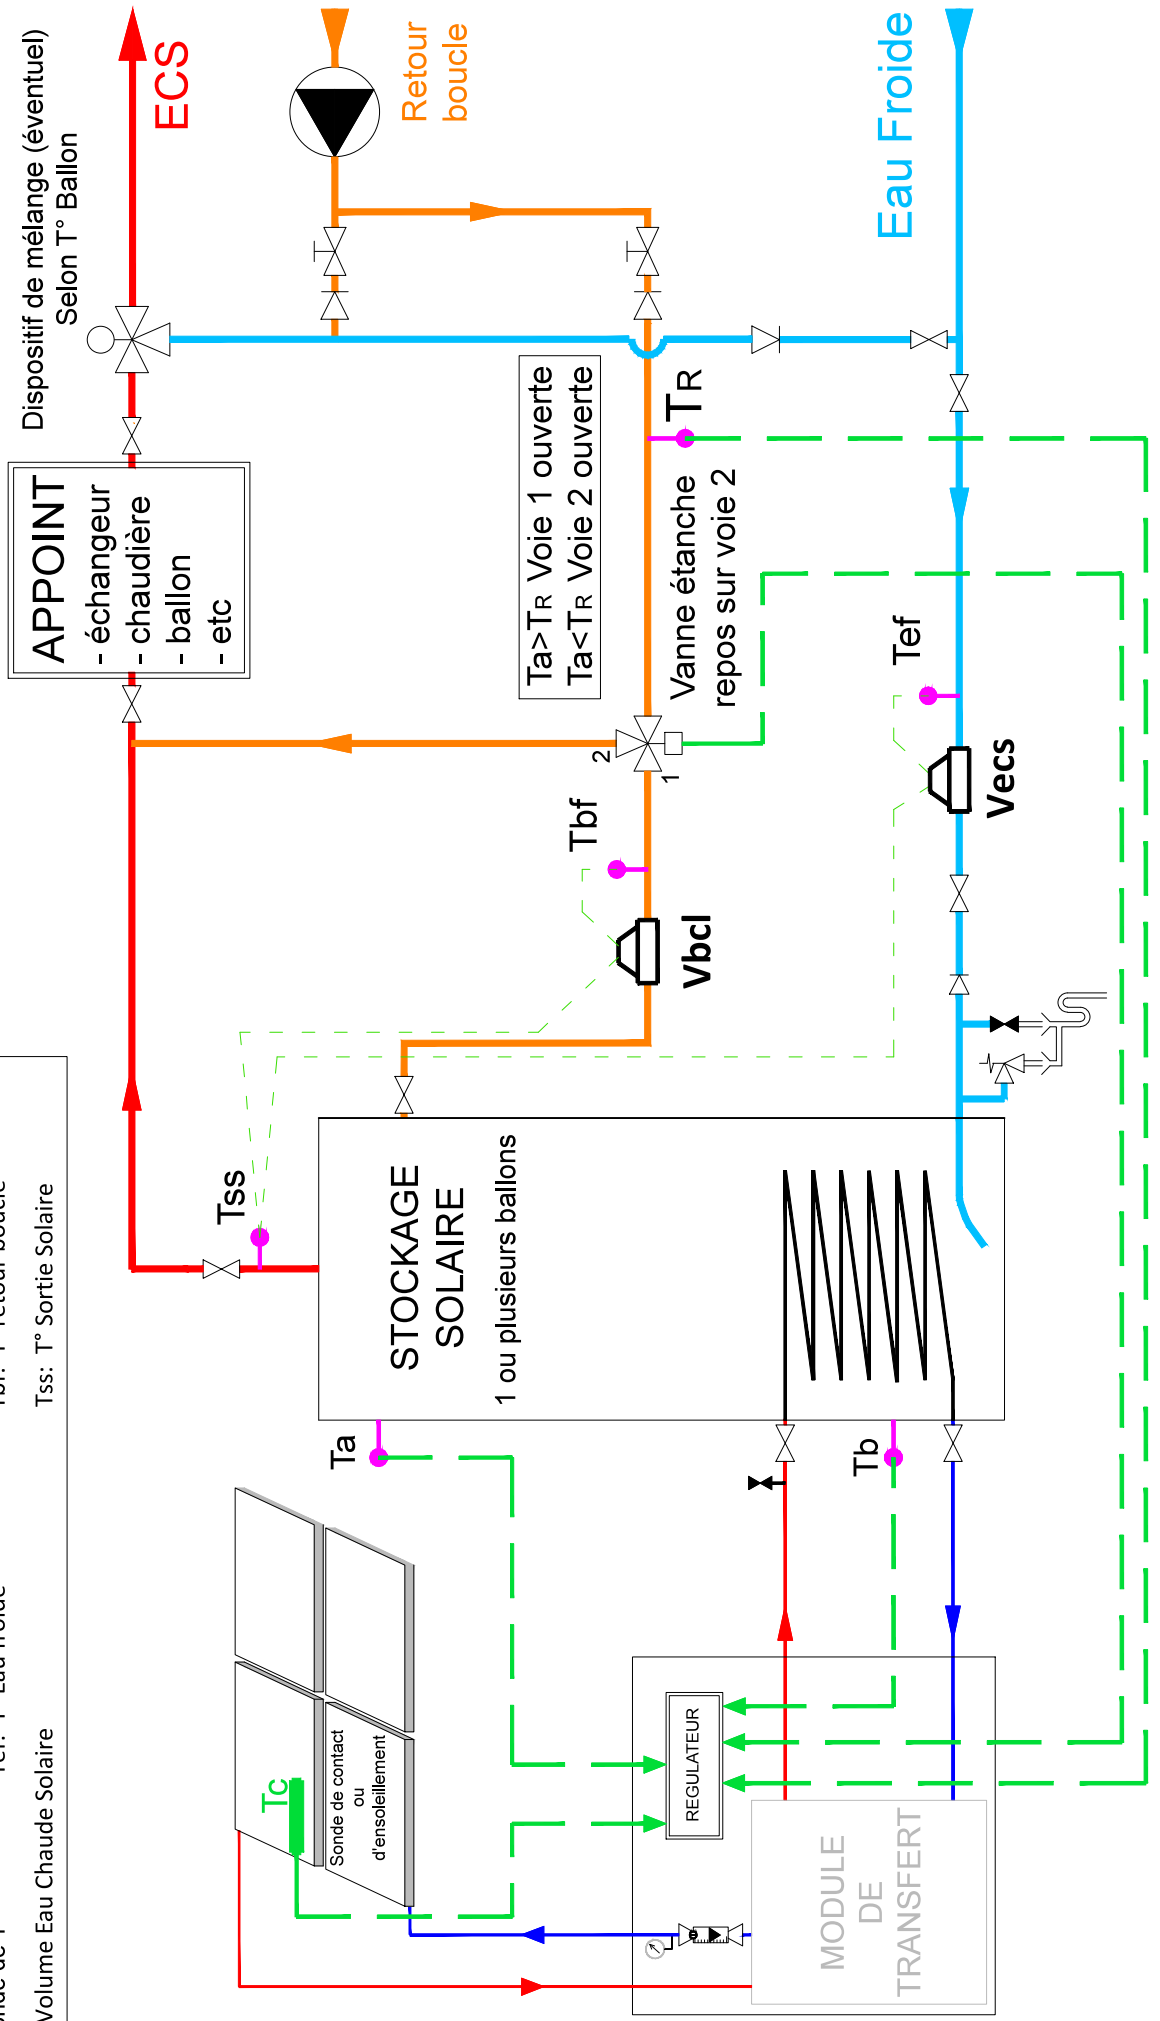 Volume Eau Chaude Solaire
Tss: T° Sortie Solaire
Dispositif de mélange (éventuel)
Selon T° Ballon
ECS
APPOINT
- échangeur
- chaudière
- ballon
- etc
Tss
Retour
boucle
Tc
Sonde de contact
ou
d'ensoleillement
Ta
STOCKAGE
SOLAIRE
1 ou plusieurs ballons
Ta>TR Voie 1 ouverte
Ta<TR Voie 2 ouverte
Tbf
2
1
Vbcl
TR
Vanne étanche
repos sur voie 2
REGULATEUR
Tb
Tef
Vecs
Eau Froide
MODULE
DE
TRANSFERT